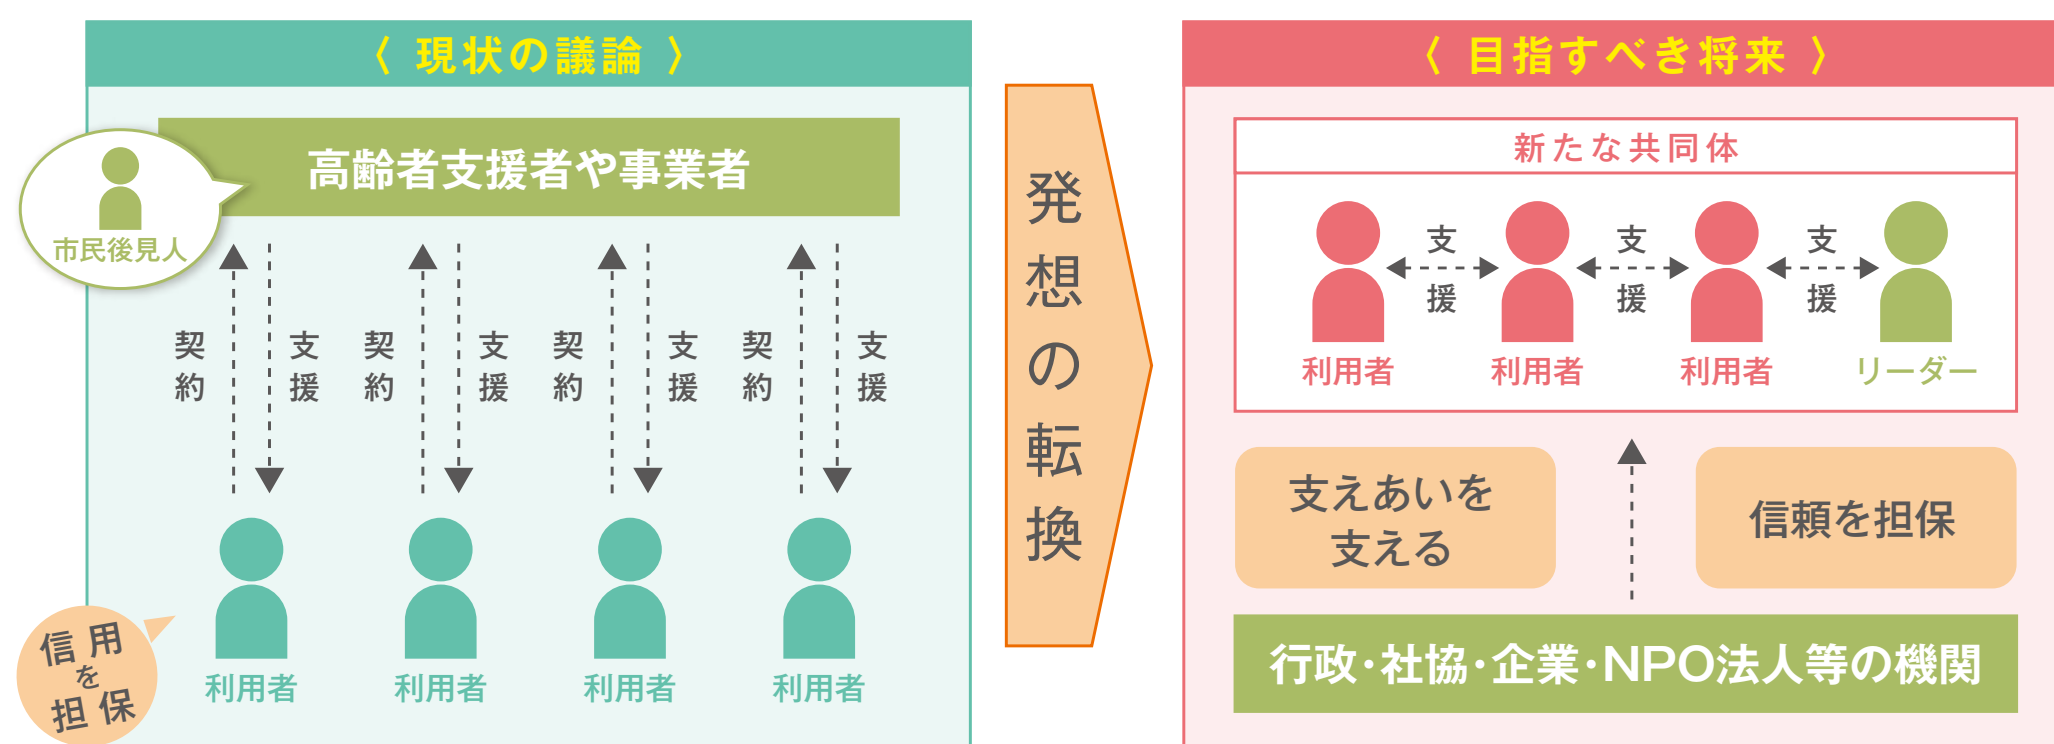 〈 現状の議論 〉
高齢者支援者や事業者
市民後見人
契約
支援
契約
支援
契約
支援
契約
支援
利用者
利用者
利用者
利用者
信用
を
担保
発想の転換
〈 目指すべき将来 〉
新たな共同体
支援
支援
支援
利用者
利用者
利用者
リーダー
支えあいを
支える
信頼を担保
行政・社協・企業・NPO法人等の機関